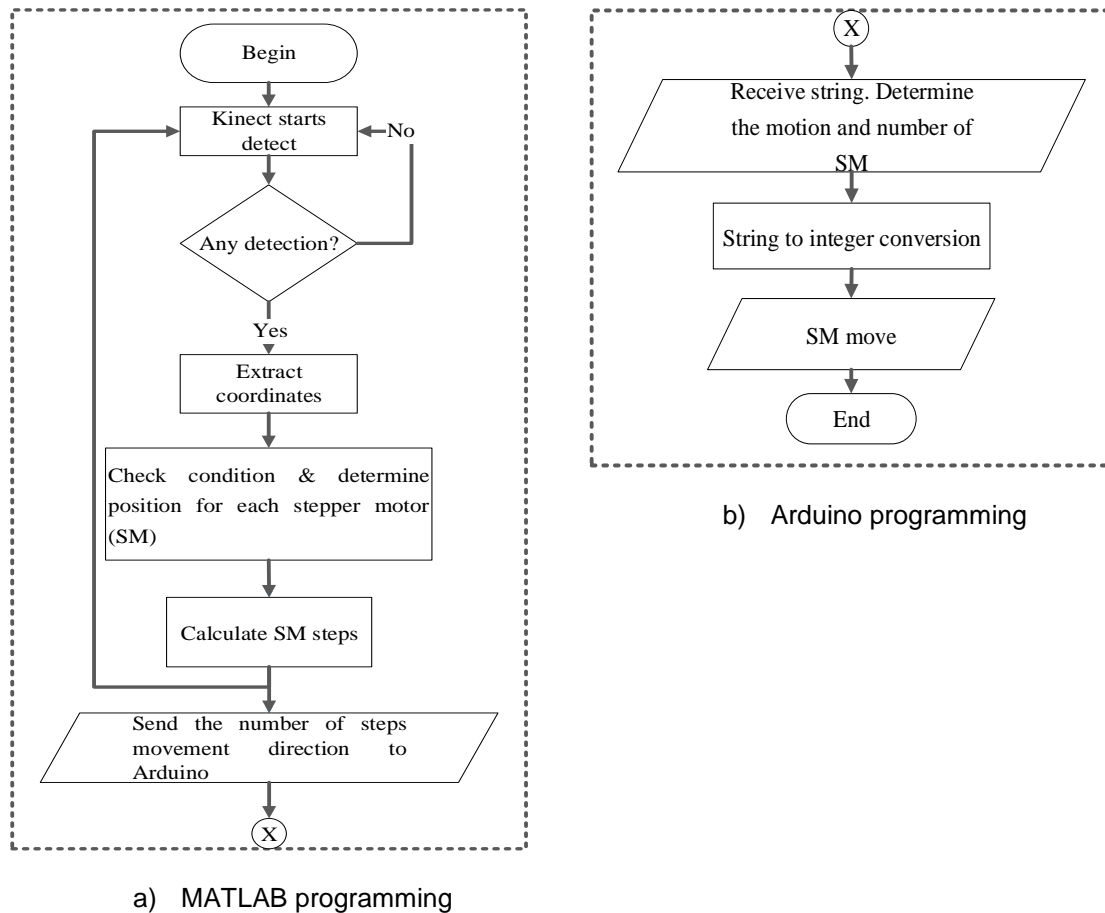 Begin
Kinect starts
detect
No
Any detection?
Yes
Extract
coordinates
Check condition & determine
position for each stepper motor
(SM)
Calculate SM steps
Send the number of steps
movement direction to
Arduino
X
a) MATLAB programming
X
Receive string. Determine
the motion and number of
SM
String to integer conversion
SM move
End
b) Arduino programming